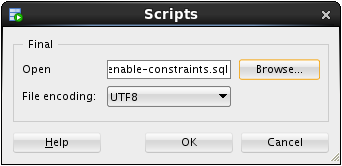 Scripts
Final
Open enable-constraints.sql Browse...
File encoding: UTF8
Help OK Cancel